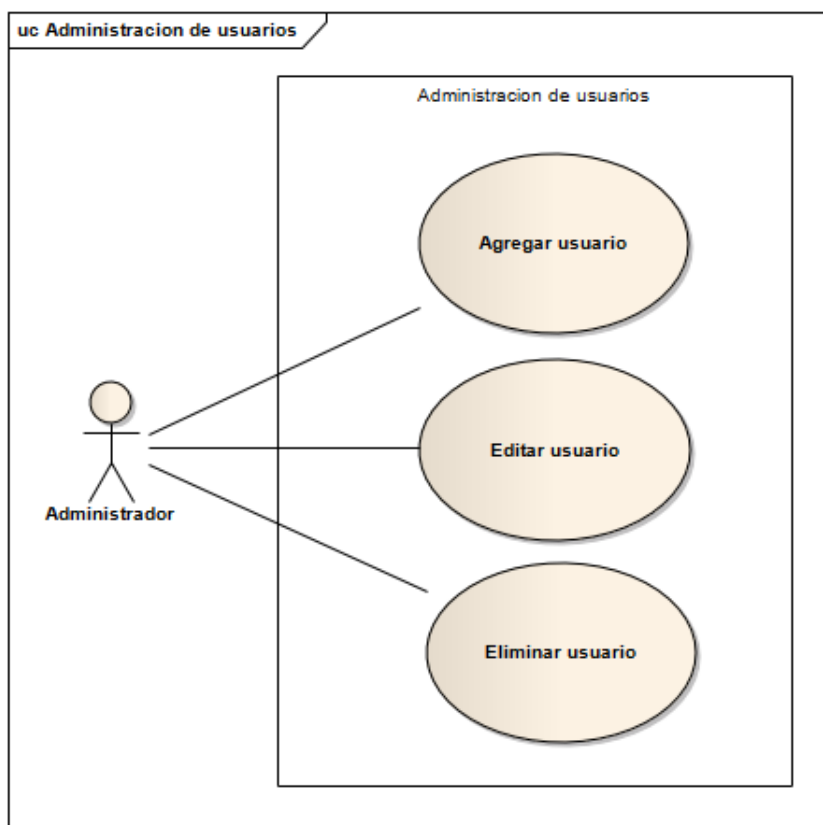 uc Administracion de usuarios
Administracion de usuarios
Agregar usuario
Editar usuario
Administrador
Eliminar usuario